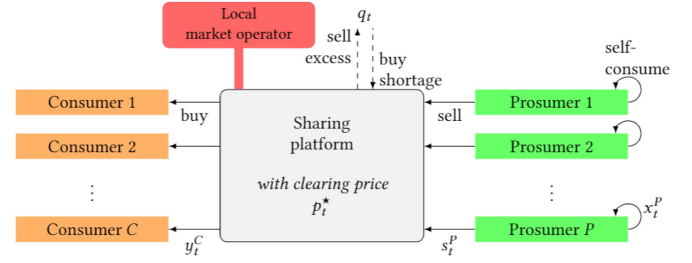 Local
market operator
q_t
sell
excess
buy
shortage
self-
consume
Consumer 1
buy
Sharing
platform
sell
Prosumer 1
Consumer 2
Prosumer 2
⋮
with clearing price
p_t^★
⋮
x_t^P
Consumer C
y_t^C
s_t^P
Prosumer P